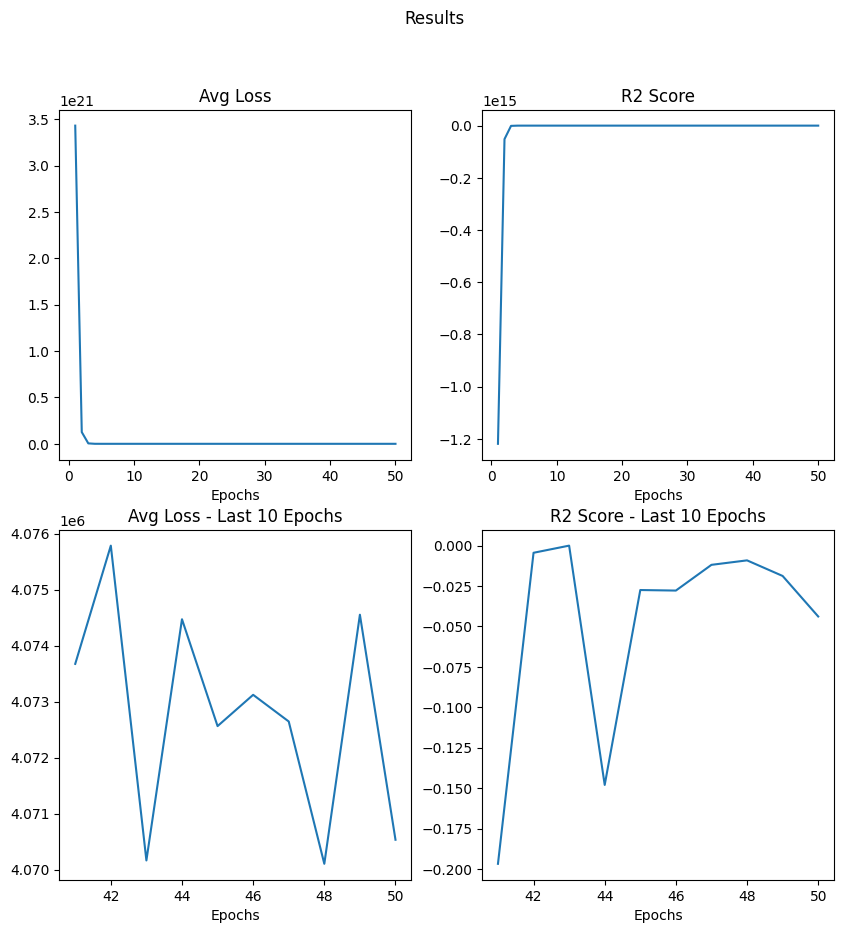 Results
Avg Loss
1e21
3.5
3.0
2.5
2.0
1.5
1.0
0.5
0.0
0 10 20 30 40 50
Epochs
R2 Score
1e15
0.0
−0.2
−0.4
−0.6
−0.8
−1.0
−1.2
0 10 20 30 40 50
Epochs
Avg Loss - Last 10 Epochs
1e6
4.076
4.075
4.074
4.073
4.072
4.071
4.070
42 44 46 48 50
Epochs
R2 Score - Last 10 Epochs
0.000
−0.025
−0.050
−0.075
−0.100
−0.125
−0.150
−0.175
−0.200
42 44 46 48 50
Epochs